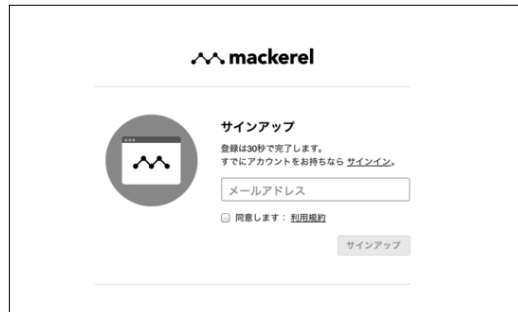 mackerel
サインアップ
登録は30秒で完了します。
すでにアカウントをお持ちなら サインイン。
メールアドレス
同意します： 利用規約
サインアップ